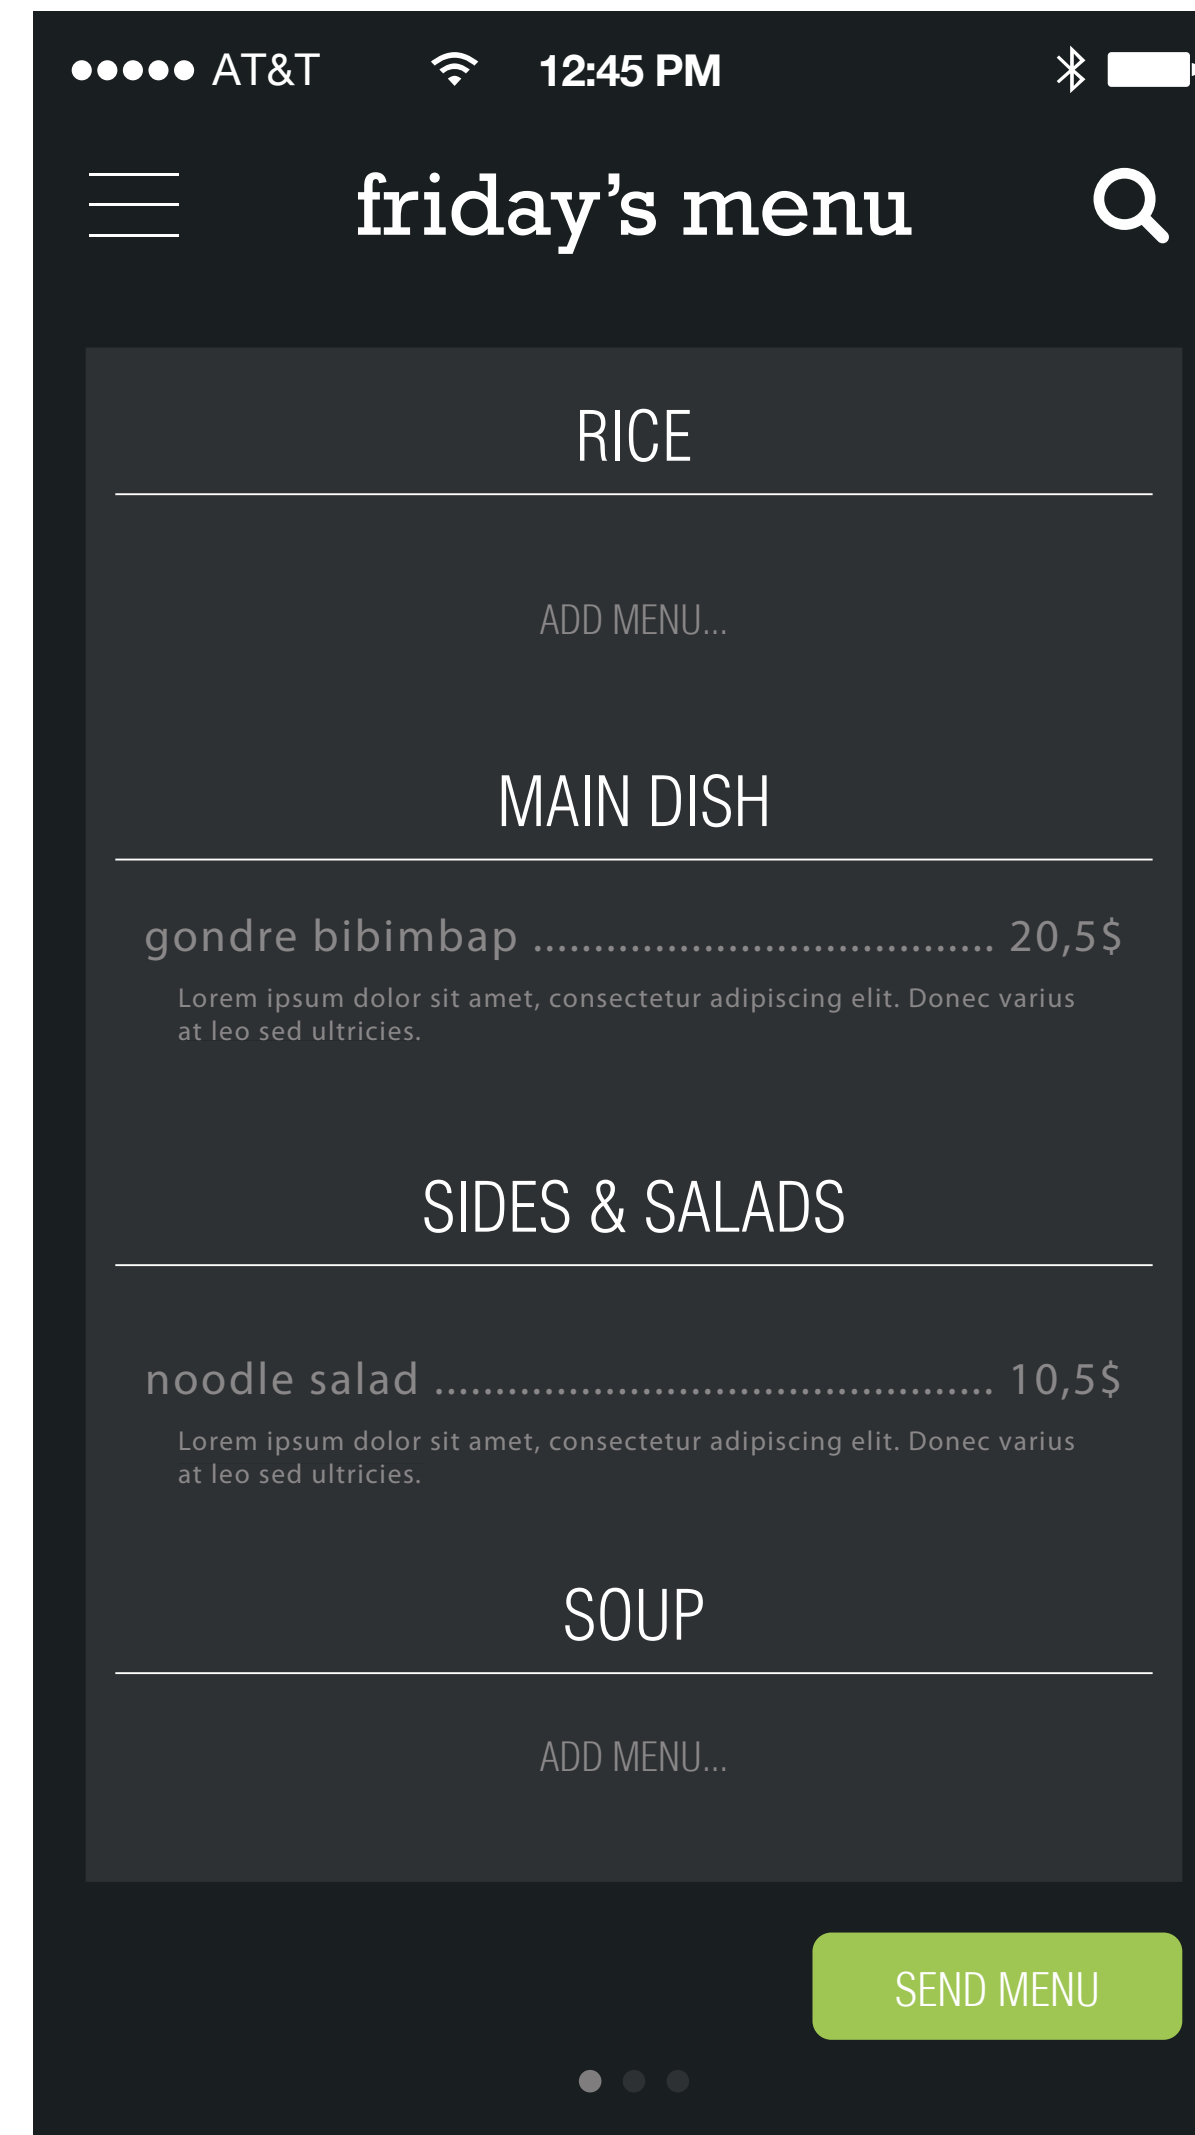 AT&T 12:45 PM
friday’s menu
RICE
ADD MENU...
MAIN DISH
gondre bibimbap ...................................... 20,5$
Lorem ipsum dolor sit amet, consectetur adipiscing elit. Donec varius
at leo sed ultricies.
SIDES & SALADS
noodle salad .............................................. 10,5$
Lorem ipsum dolor sit amet, consectetur adipiscing elit. Donec varius
at leo sed ultricies.
SOUP
ADD MENU...
SEND MENU